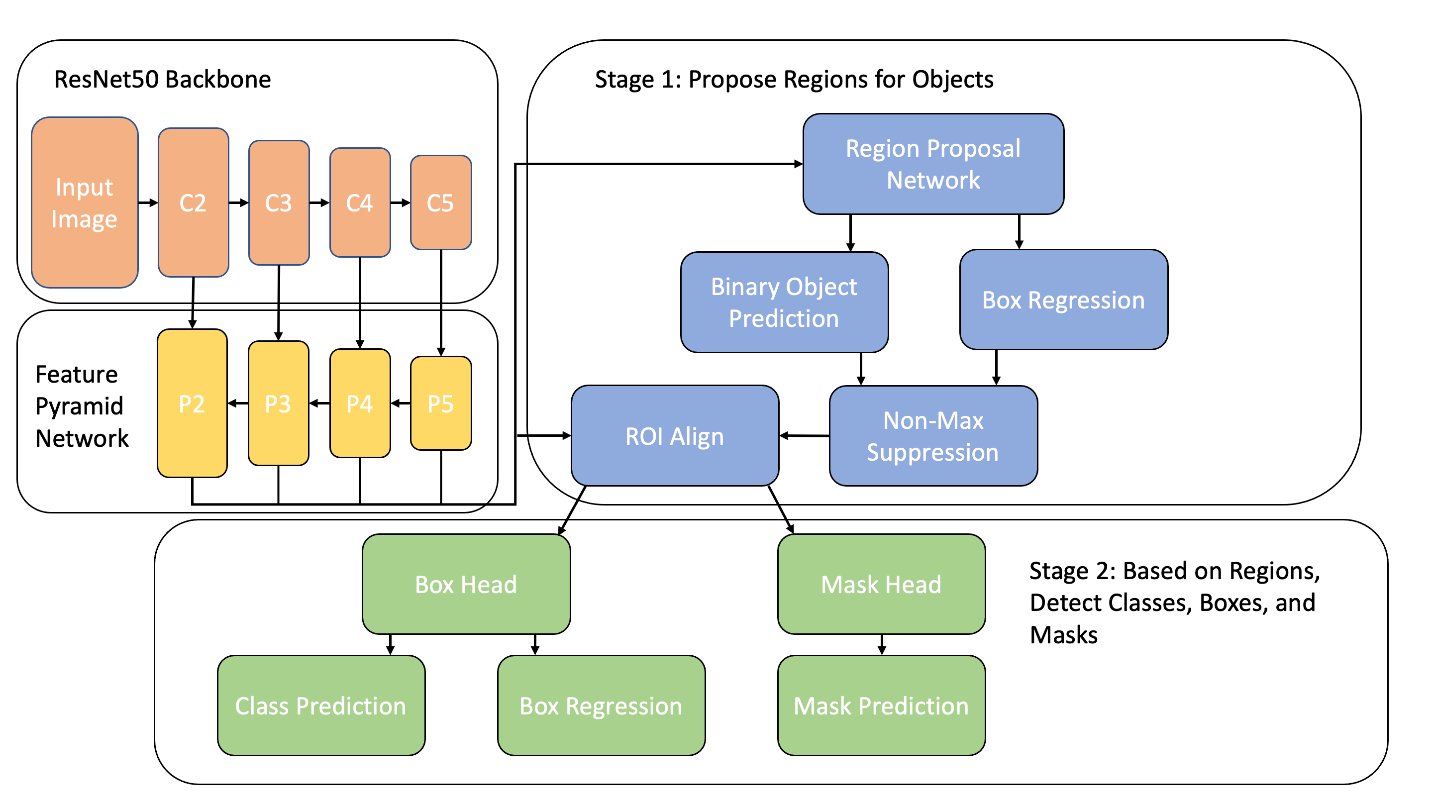 ResNet50 Backbone
Input
Image
C2
C3
C4
C5
Feature
Pyramid
Network
P2
P3
P4
P5
Stage 1: Propose Regions for Objects
Region Proposal
Network
Binary Object
Prediction
Box Regression
ROI Align
Non-Max
Suppression
Box Head
Mask Head
Stage 2: Based on Regions,
Detect Classes, Boxes, and
Masks
Class Prediction
Box Regression
Mask Prediction